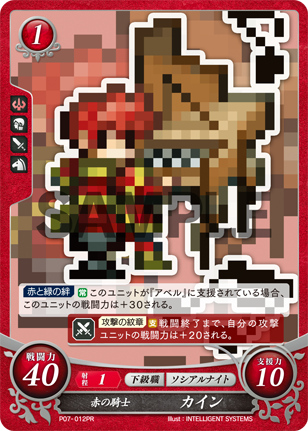 1
SAMPLE
赤と緑の絆 常 このユニットが『アベル』に支援されている場合、
このユニットの戦闘力は+30される。
攻撃の紋章 支 戦闘終了まで、自分の攻撃
ユニットの戦闘力は+20される。
戦闘力 40
射程 1 下級職 ソシアルナイト
支援力 10
赤の騎士 カイン
P07-012PR Illust : INTELLIGENT SYSTEMS